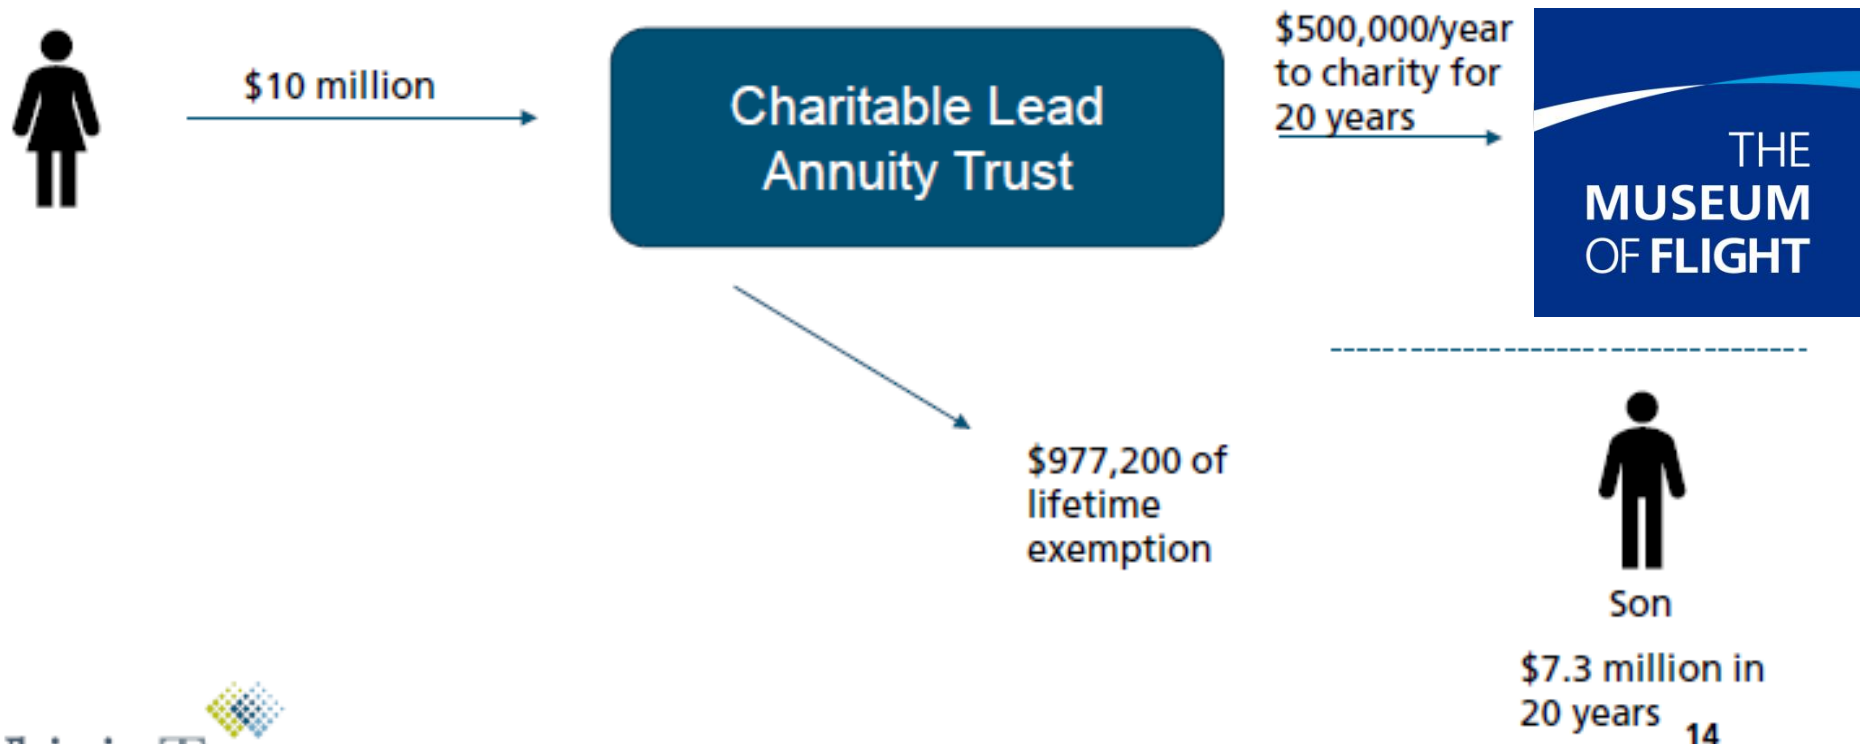 $10 million
Charitable Lead
Annuity Trust
$500,000/year
to charity for
20 years
THE
MUSEUM
OF FLIGHT
$977,200 of
lifetime
exemption
Son
$7.3 million in
20 years
14